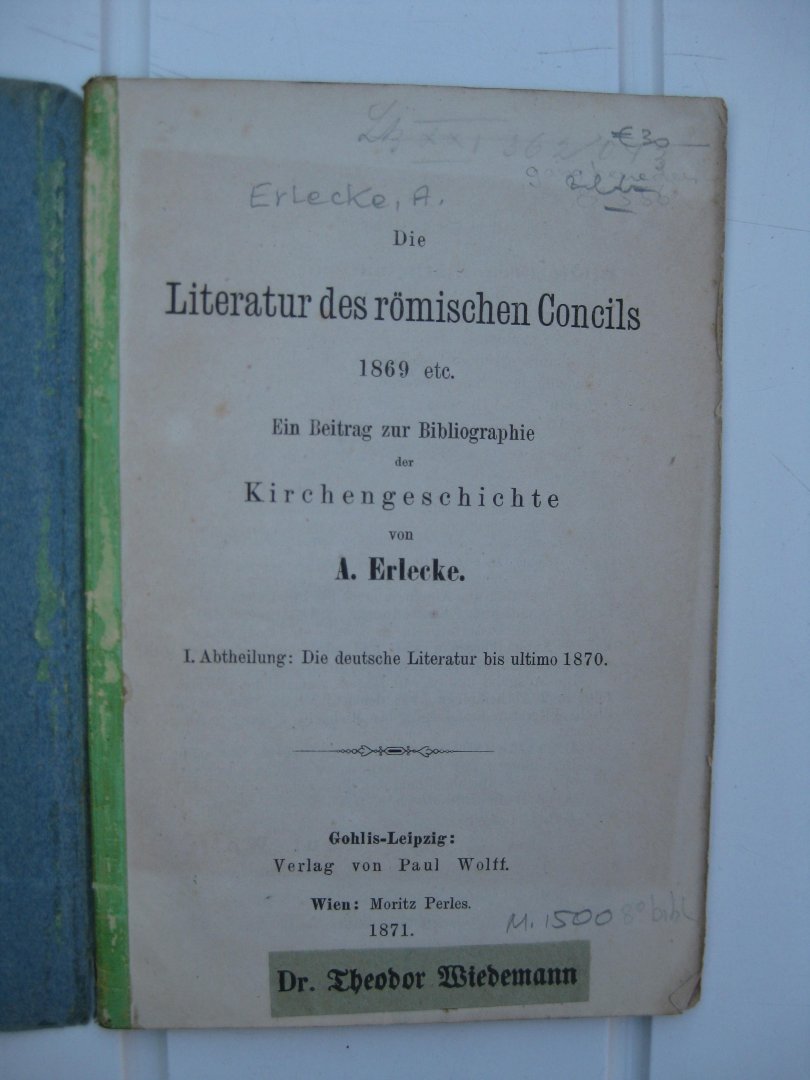 €30
Erlecke, A.
Die
Literatur des römischen Concils
1869 etc.
Ein Beitrag zur Bibliographie
der
Kirchengeschichte
von
A. Erlecke.
I. Abtheilung: Die deutsche Literatur bis ultimo 1870.
Gohlis-Leipzig:
Verlag von Paul Wolff.
Wien: Moritz Perles.
1871.
M. 1500 8° bibl
Dr. Theodor Wiedemann